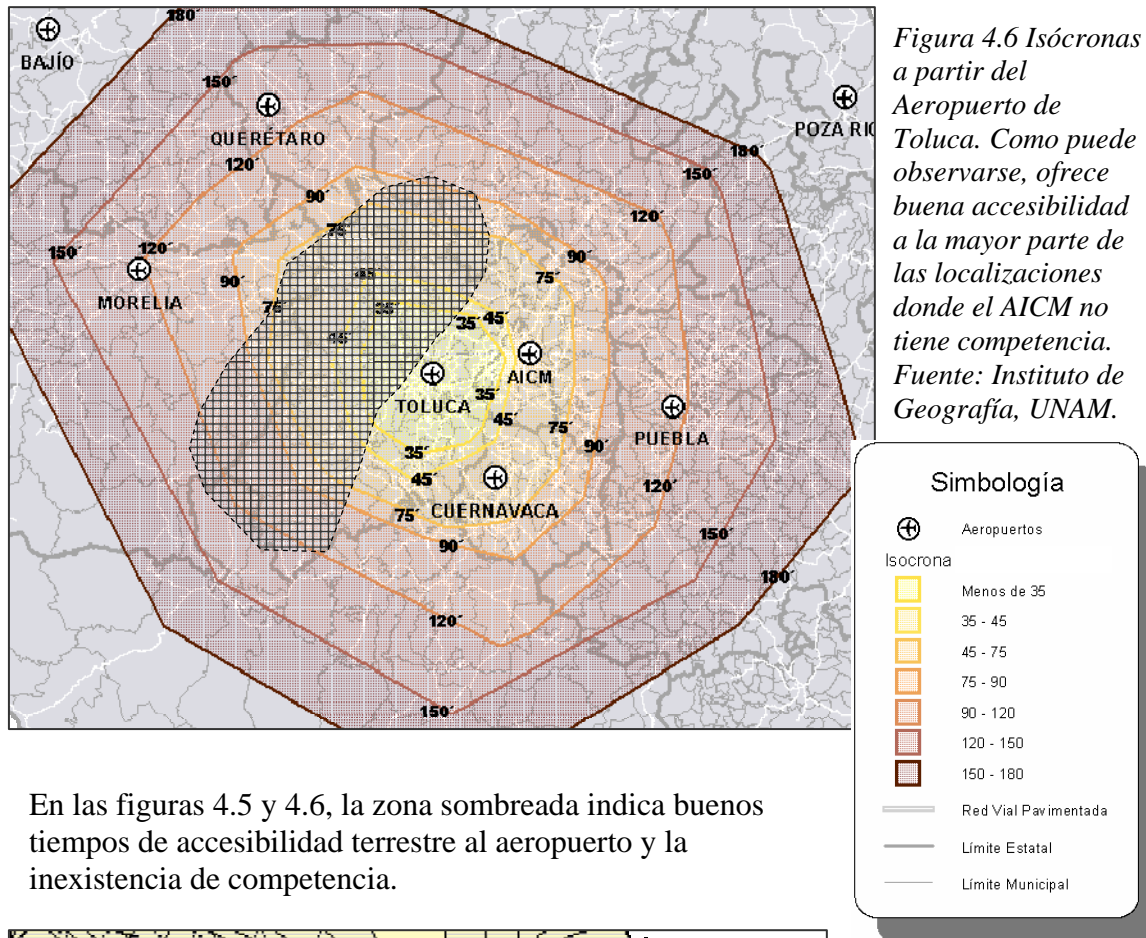 180´
BAJÍO
150´
QUERÉTARO
POZA RIC
120´
180´
150´
90´
120´
75´
150´
120´
90´
MORELIA
90´
75´
45´
75´
35´
45´
35´
45´
AICM
TOLUCA
35´
45´
75´
90´
PUEBLA
35´
45´
CUERNAVACA
120´
75´
90´
150´
180´
120´
150´
Figura 4.6 Isócronas
a partir del
Aeropuerto de
Toluca. Como puede
observarse, ofrece
buena accesibilidad
a la mayor parte de
las localizaciones
donde el AICM no
tiene competencia.
Fuente: Instituto de
Geografía, UNAM.
Simbología
Aeropuertos
Isocrona
Menos de 35
35 - 45
45 - 75
75 - 90
90 - 120
120 - 150
150 - 180
Red Vial Pavimentada
Límite Estatal
Límite Municipal
En las figuras 4.5 y 4.6, la zona sombreada indica buenos
tiempos de accesibilidad terrestre al aeropuerto y la
inexistencia de competencia.